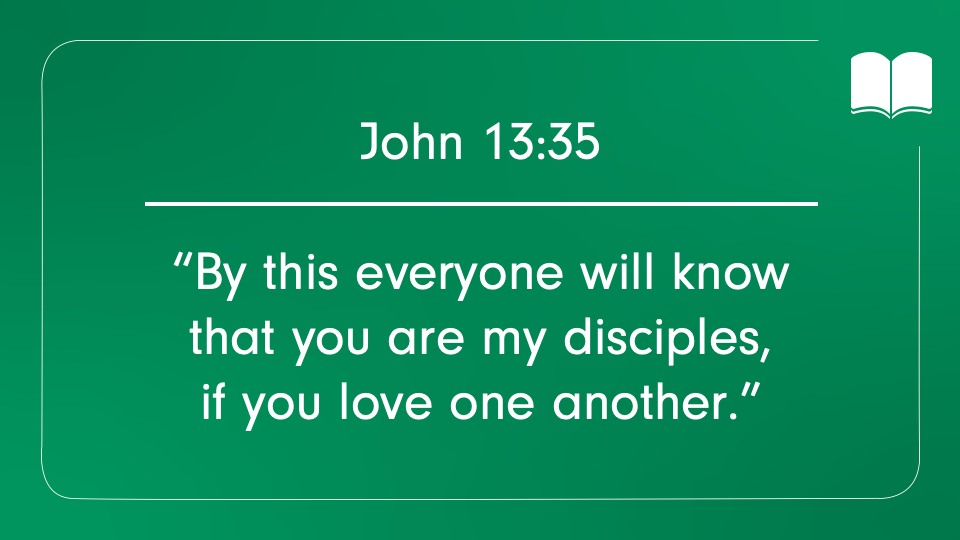 John 13:35
“By this everyone will know
that you are my disciples,
if you love one another.”